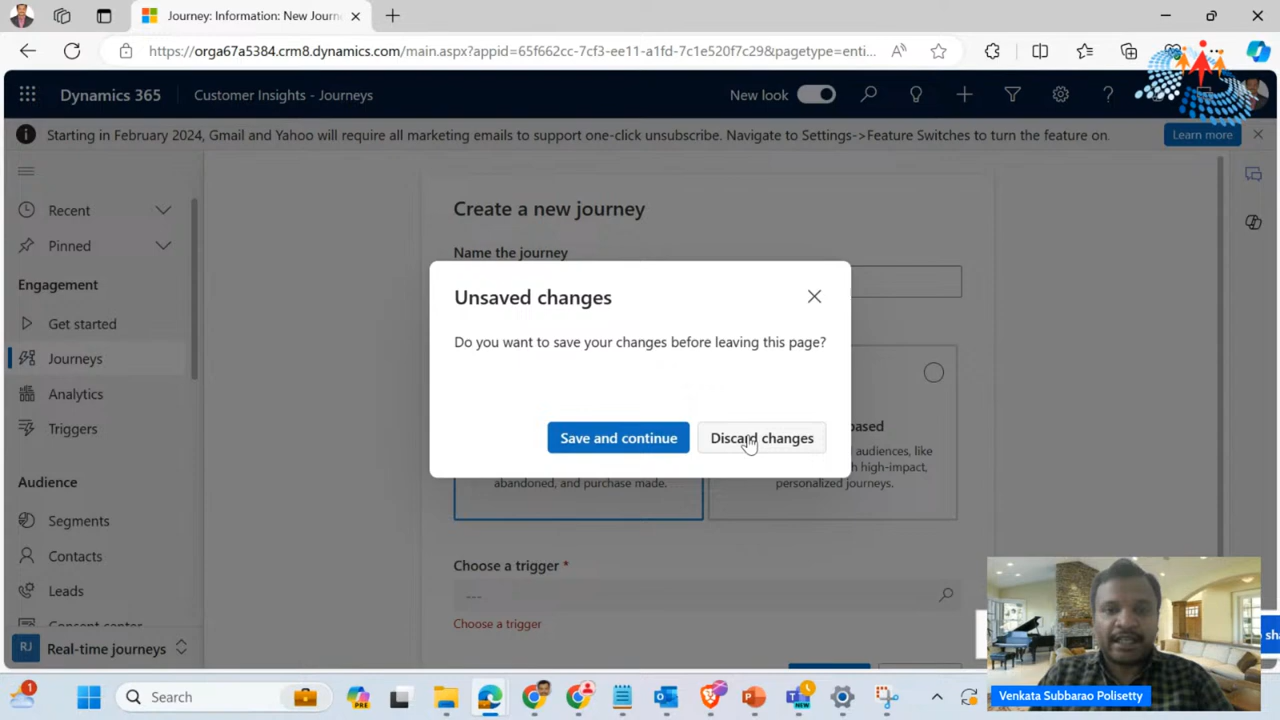 Journey: Information: New Journ
https://orga67a5384.crm8.dynamics.com/main.aspx?appid=65f662cc-7cf3-ee11-a1fd-7c1e520f7c29&pagetype=enti...
Dynamics 365
Customer Insights - Journeys
New look
Starting in February 2024, Gmail and Yahoo will require all marketing emails to support one-click unsubscribe. Navigate to Settings->Feature Switches to turn the feature on.
Learn more
Recent
Pinned
Engagement
Get started
Journeys
Analytics
Triggers
Audience
Segments
Contacts
Leads
Consent center
RJ
Real-time journeys
Create a new journey
Name the journey
Unsaved changes
Do you want to save your changes before leaving this page?
Save and continue
Discard changes
based
audiences, like
abandoned, and purchase made.
with high-impact,
personalized journeys.
Choose a trigger *
---
Choose a trigger
Venkata Subbarao Polisetty
1
Search